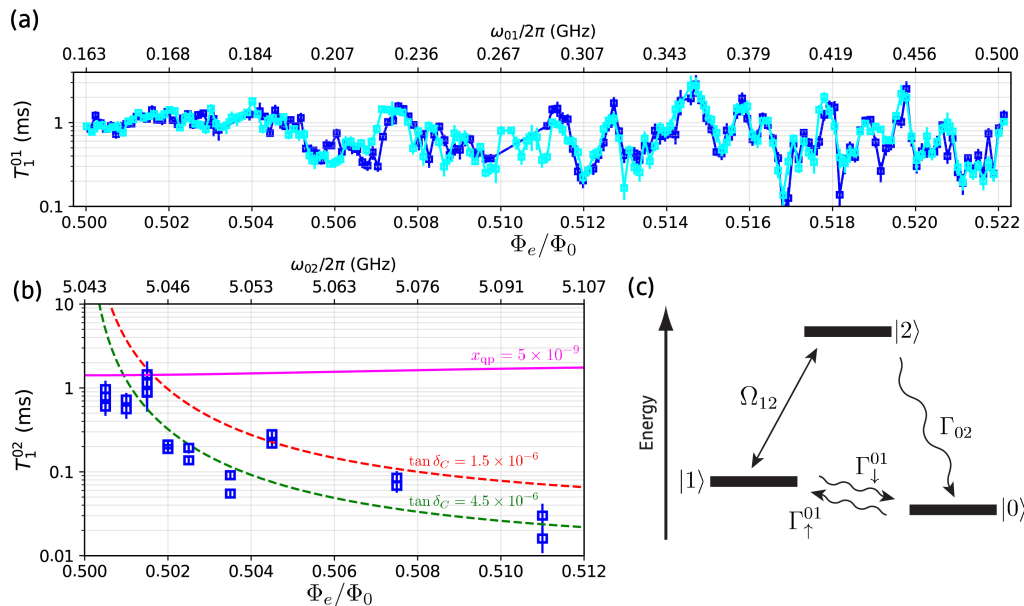 (a)
ω01/2π (GHz)
0.163 0.168 0.184 0.207 0.236 0.267 0.307 0.343 0.379 0.419 0.456 0.500
T₁⁰¹ (ms)
1
0.1
0.500 0.502 0.504 0.506 0.508 0.510 0.512 0.514 0.516 0.518 0.520 0.522
Φe/Φ0
(b)
ω02/2π (GHz)
5.043 5.046 5.053 5.063 5.076 5.091 5.107
T₁⁰² (ms)
10
1
0.1
0.01
xqp = 5 × 10⁻⁹
tan δC = 1.5 × 10⁻⁶
tan δC = 4.5 × 10⁻⁶
0.500 0.502 0.504 0.506 0.508 0.510 0.512
Φe/Φ0
(c)
Energy
|2⟩
Ω12
Γ02
|1⟩
Γ↓⁰¹
Γ↑⁰¹
|0⟩